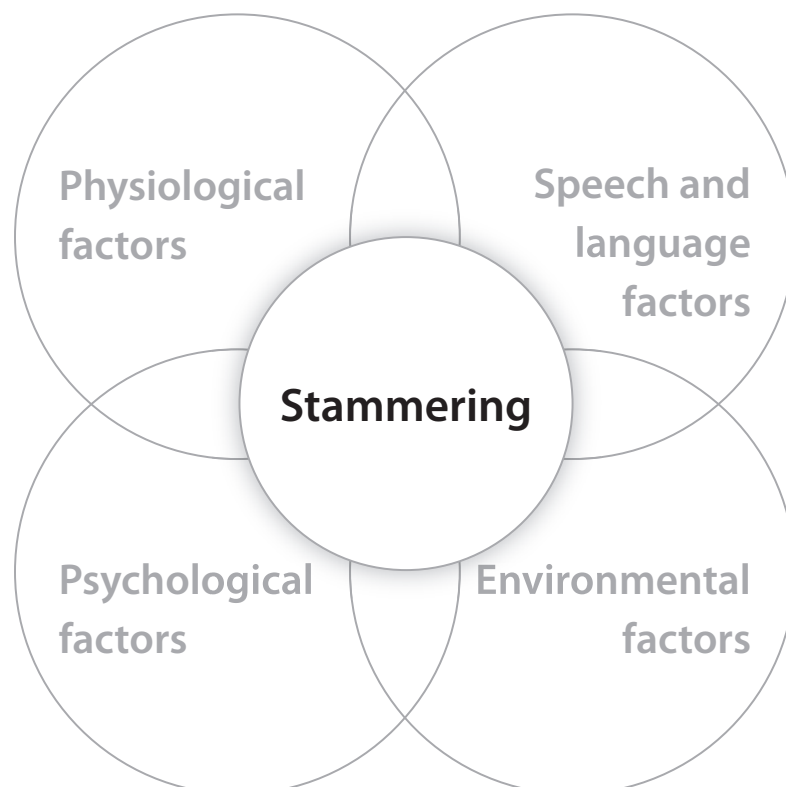 Physiological
factors
Speech and
language
factors
Stammering
Psychological
factors
Environmental
factors